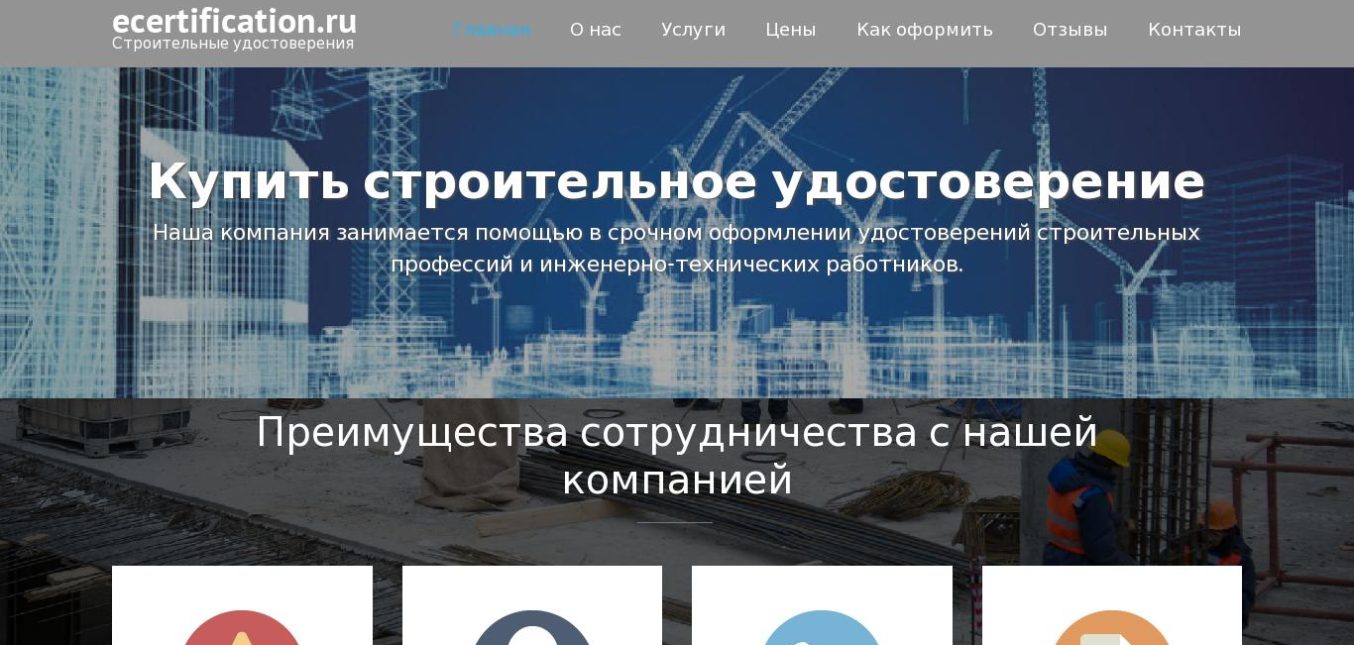 ecertification.ru
Строительные удостоверения
Главная О нас Услуги Цены Как оформить Отзывы Контакты
Купить строительное удостоверение
Наша компания занимается помощью в срочном оформлении удостоверений строительных
профессий и инженерно-технических работников.
Преимущества сотрудничества с нашей
компанией